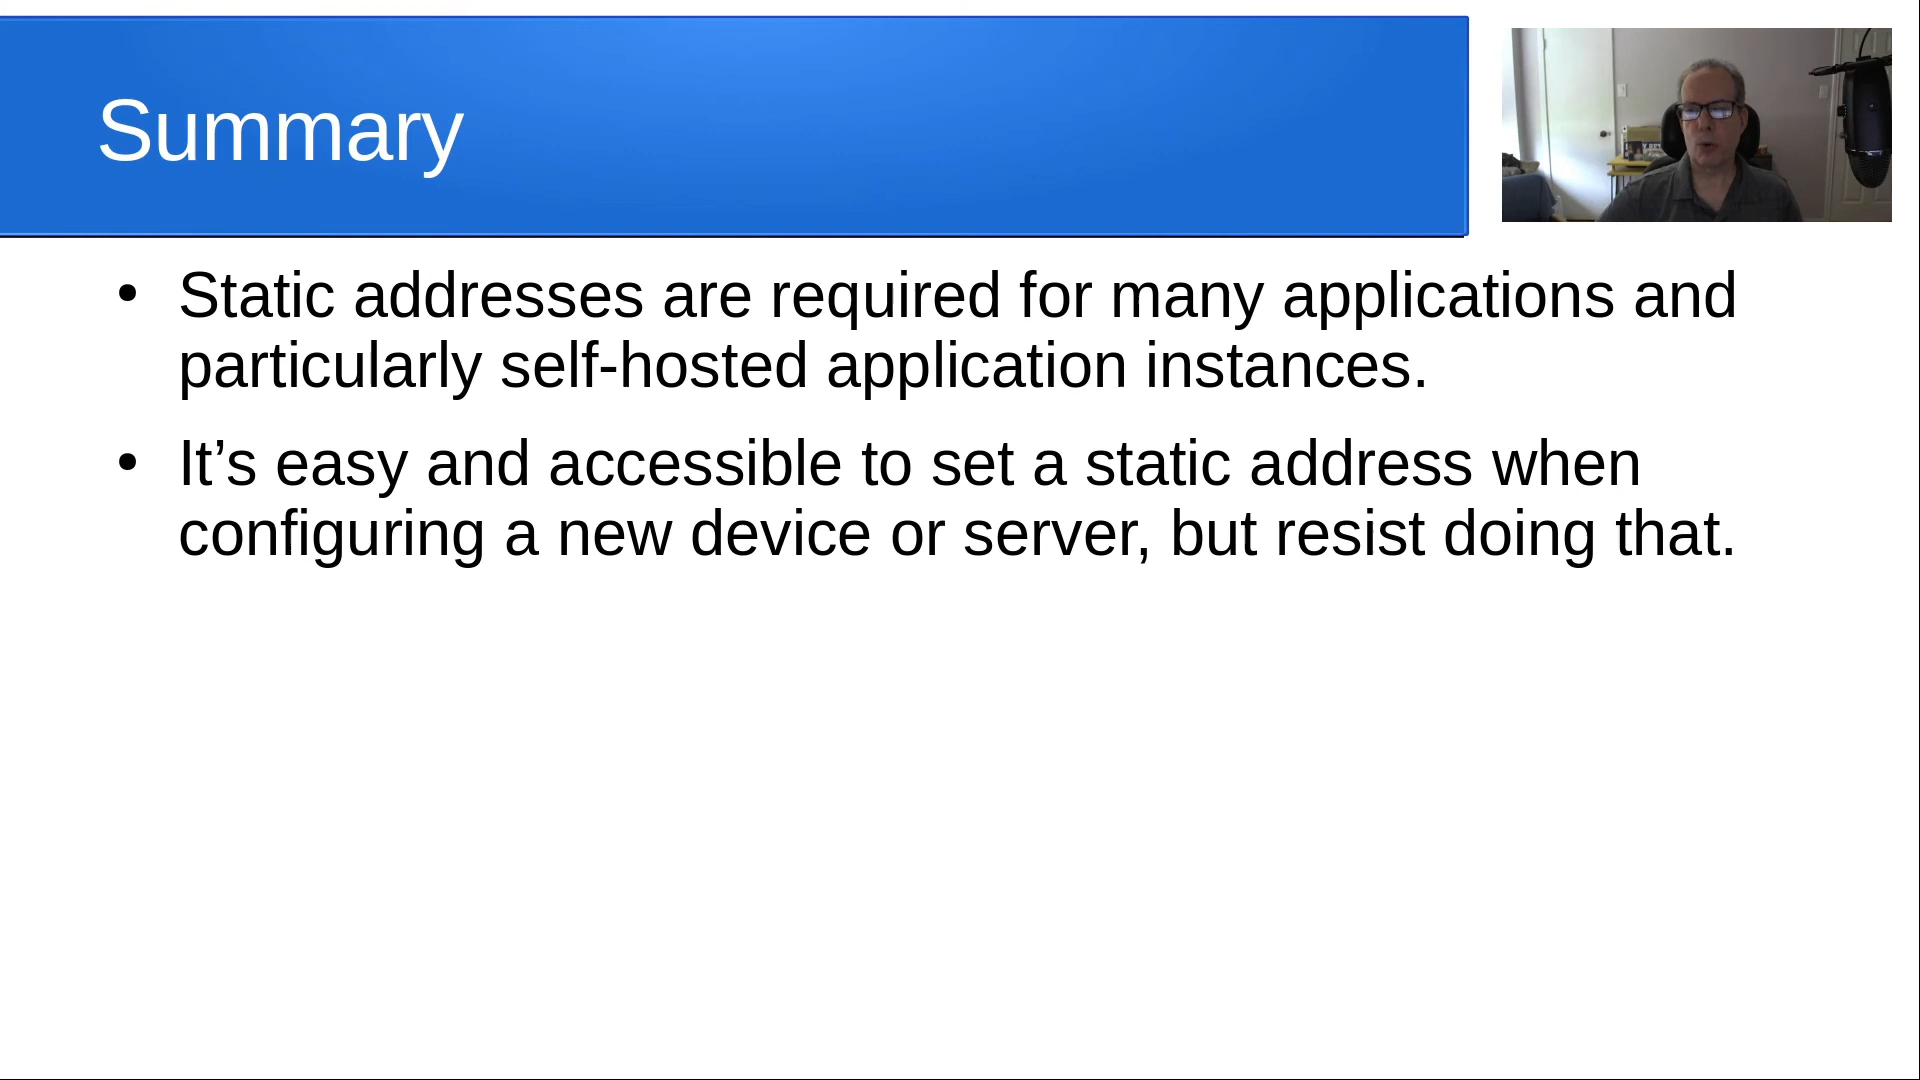 Summary
• Static addresses are required for many applications and
particularly self-hosted application instances.
• It’s easy and accessible to set a static address when
configuring a new device or server, but resist doing that.